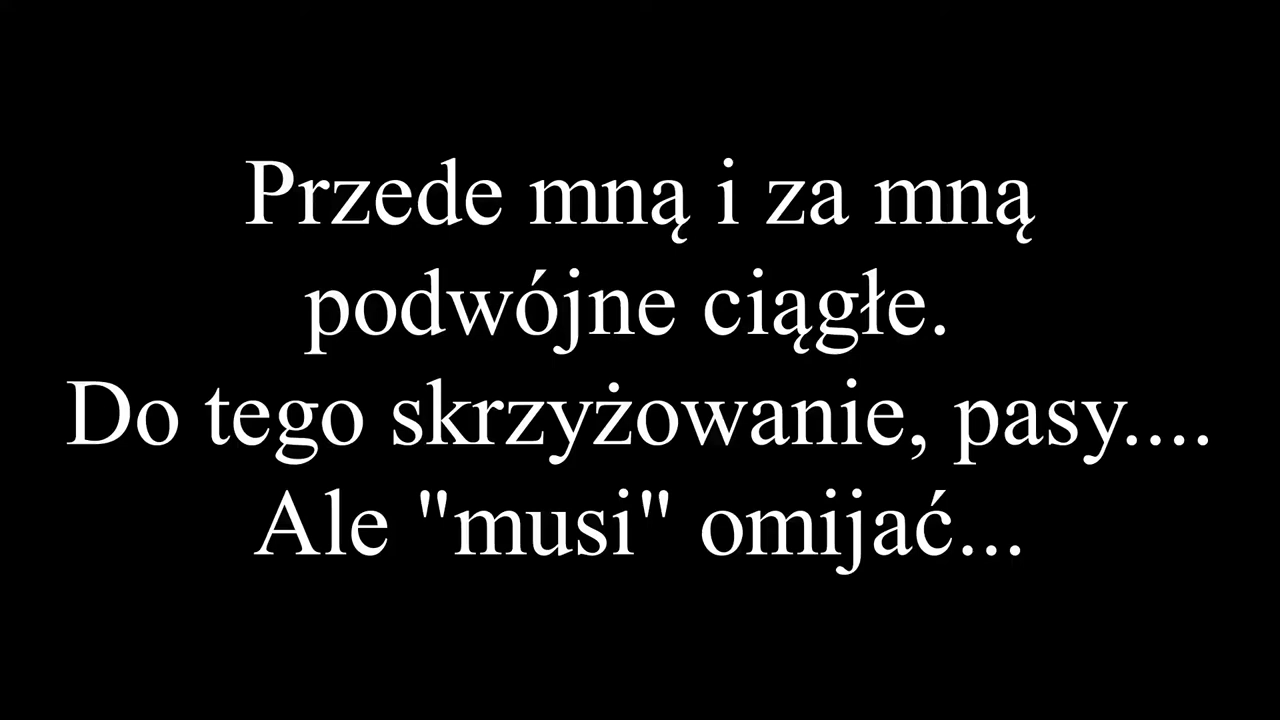 Przede mną i za mną
podwójne ciągłe.
Do tego skrzyżowanie, pasy....
Ale "musi" omijać...